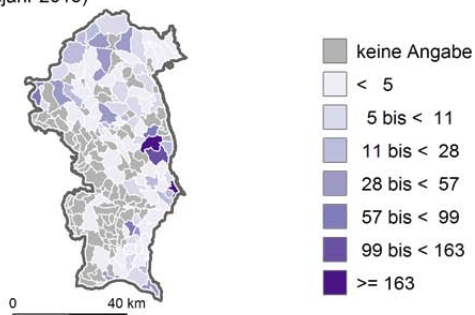 keine Angabe
< 5
5 bis < 11
11 bis < 28
28 bis < 57
57 bis < 99
99 bis < 163
>= 163
0 40 km